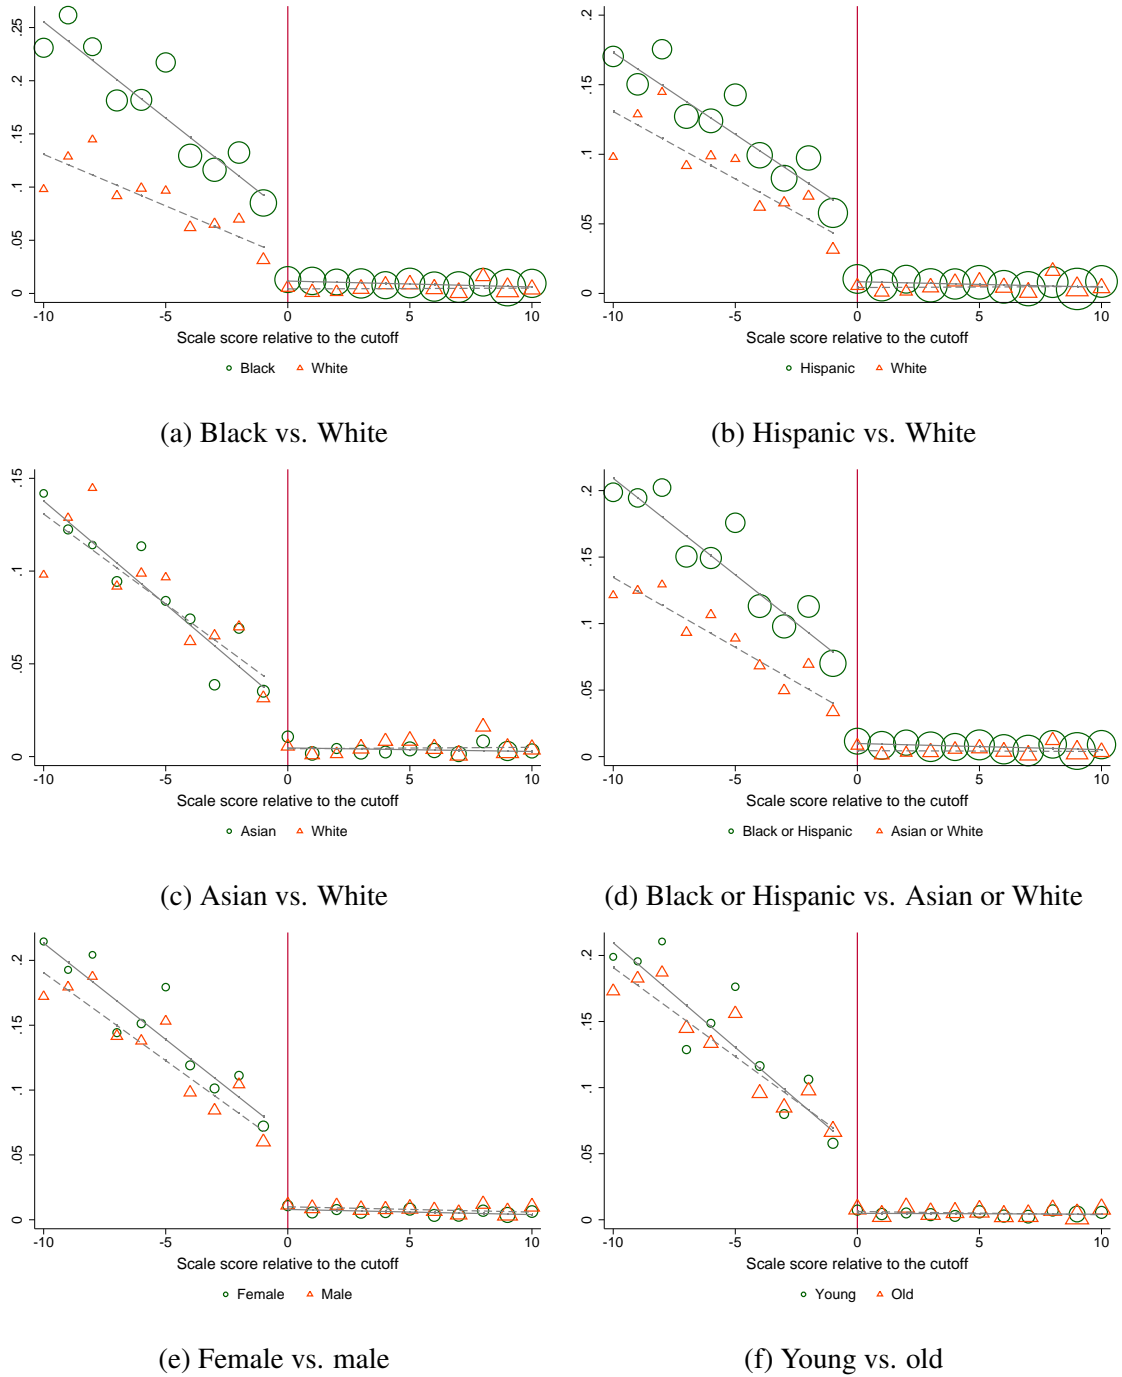 .25
.2
.15
.1
.05
0
-10 -5 0 5 10
Scale score relative to the cutoff
Black White
(a) Black vs. White
.2
.15
.1
.05
0
-10 -5 0 5 10
Scale score relative to the cutoff
Hispanic White
(b) Hispanic vs. White
.15
.1
.05
0
-10 -5 0 5 10
Scale score relative to the cutoff
Asian White
(c) Asian vs. White
.2
.15
.1
.05
0
-10 -5 0 5 10
Scale score relative to the cutoff
Black or Hispanic Asian or White
(d) Black or Hispanic vs. Asian or White
.2
.15
.1
.05
0
-10 -5 0 5 10
Scale score relative to the cutoff
Female Male
(e) Female vs. male
.2
.15
.1
.05
0
-10 -5 0 5 10
Scale score relative to the cutoff
Young Old
(f) Young vs. old